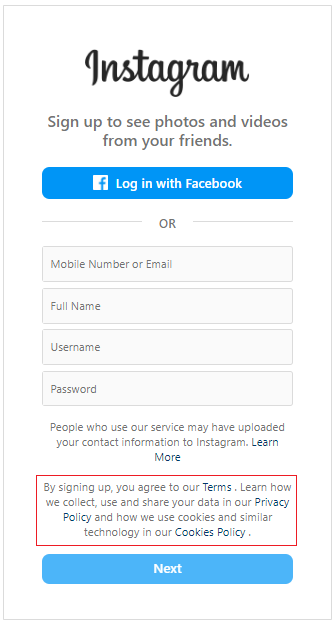 Instagram
Sign up to see photos and videos
from your friends.
Log in with Facebook
OR
Mobile Number or Email
Full Name
Username
Password
People who use our service may have uploaded
your contact information to Instagram. Learn
More
By signing up, you agree to our Terms . Learn how
we collect, use and share your data in our Privacy
Policy and how we use cookies and similar
technology in our Cookies Policy .
Next